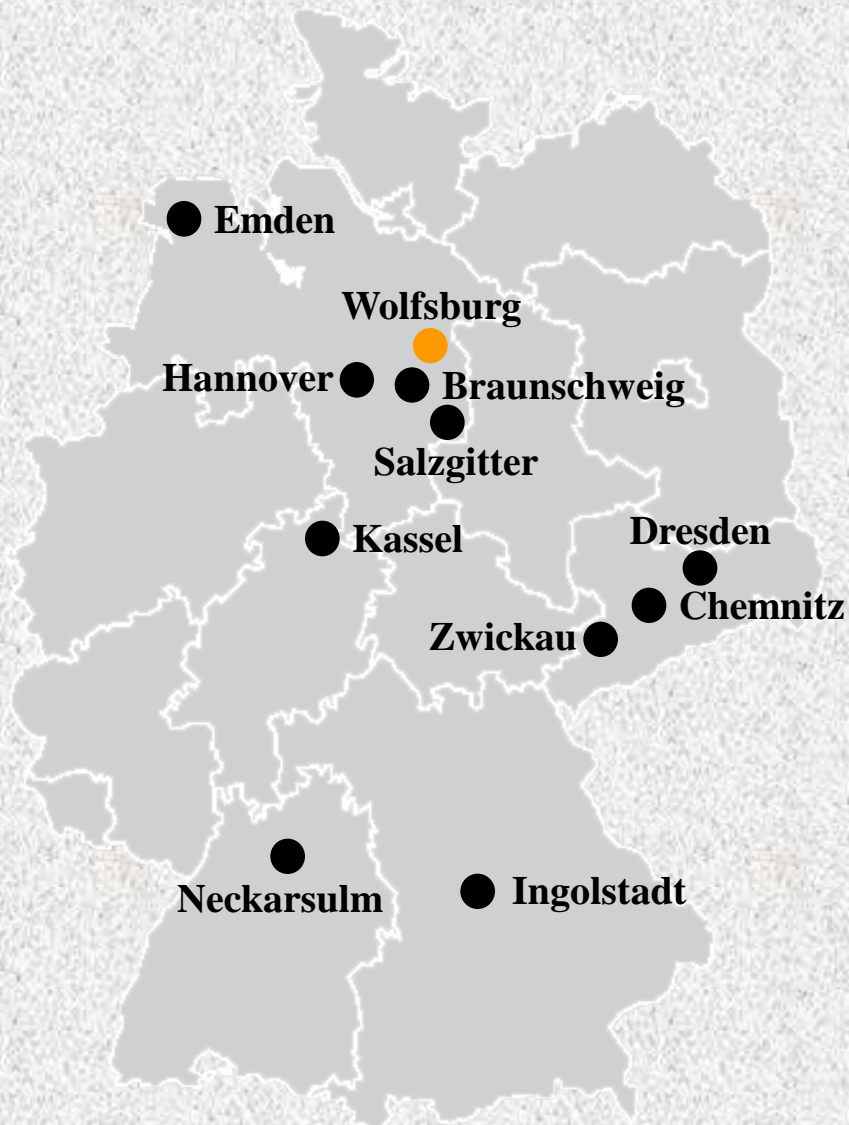 Emden
Wolfsburg
Hannover
Braunschweig
Salzgitter
Kassel
Dresden
Chemnitz
Zwickau
Neckarsulm
Ingolstadt